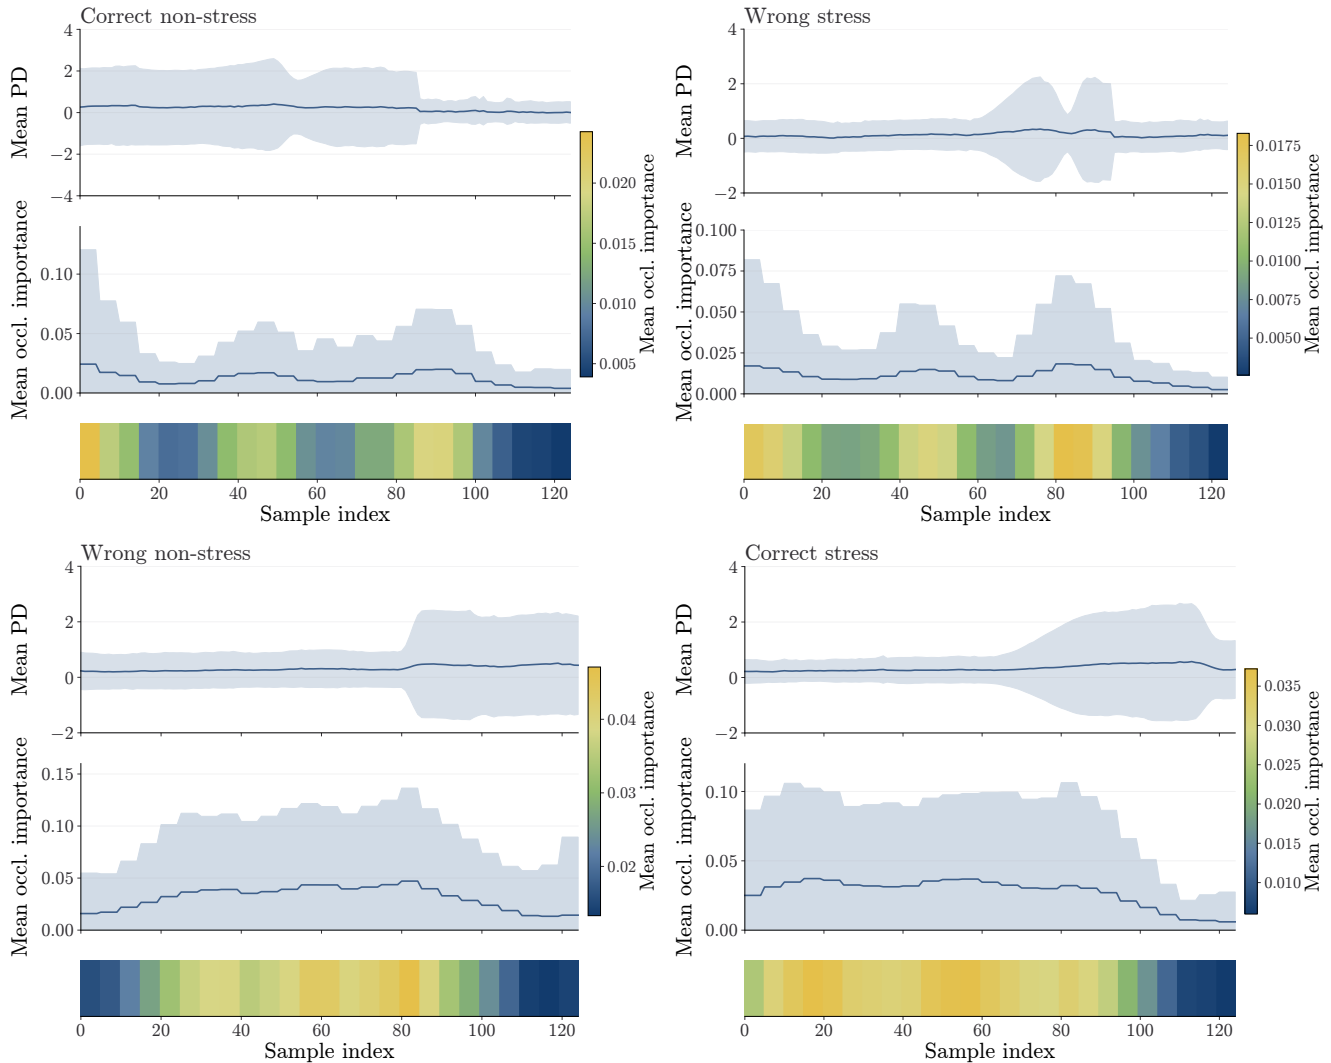 Correct non-stress
4
2
0
−2
−4
Mean PD
0.10
0.05
0.00
Mean occl. importance
0.020
0.015
0.010
0.005
Mean occl. importance
0 20 40 60 80 100 120
Sample index
Wrong stress
4
2
0
−2
Mean PD
0.100
0.075
0.050
0.025
0.000
Mean occl. importance
0.0175
0.0150
0.0125
0.0100
0.0075
0.0050
Mean occl. importance
0 20 40 60 80 100 120
Sample index
Wrong non-stress
4
2
0
−2
Mean PD
0.15
0.10
0.05
0.00
Mean occl. importance
0.04
0.03
0.02
Mean occl. importance
0 20 40 60 80 100 120
Sample index
Correct stress
4
2
0
−2
Mean PD
0.10
0.05
0.00
Mean occl. importance
0.035
0.030
0.025
0.020
0.015
0.010
Mean occl. importance
0 20 40 60 80 100 120
Sample index